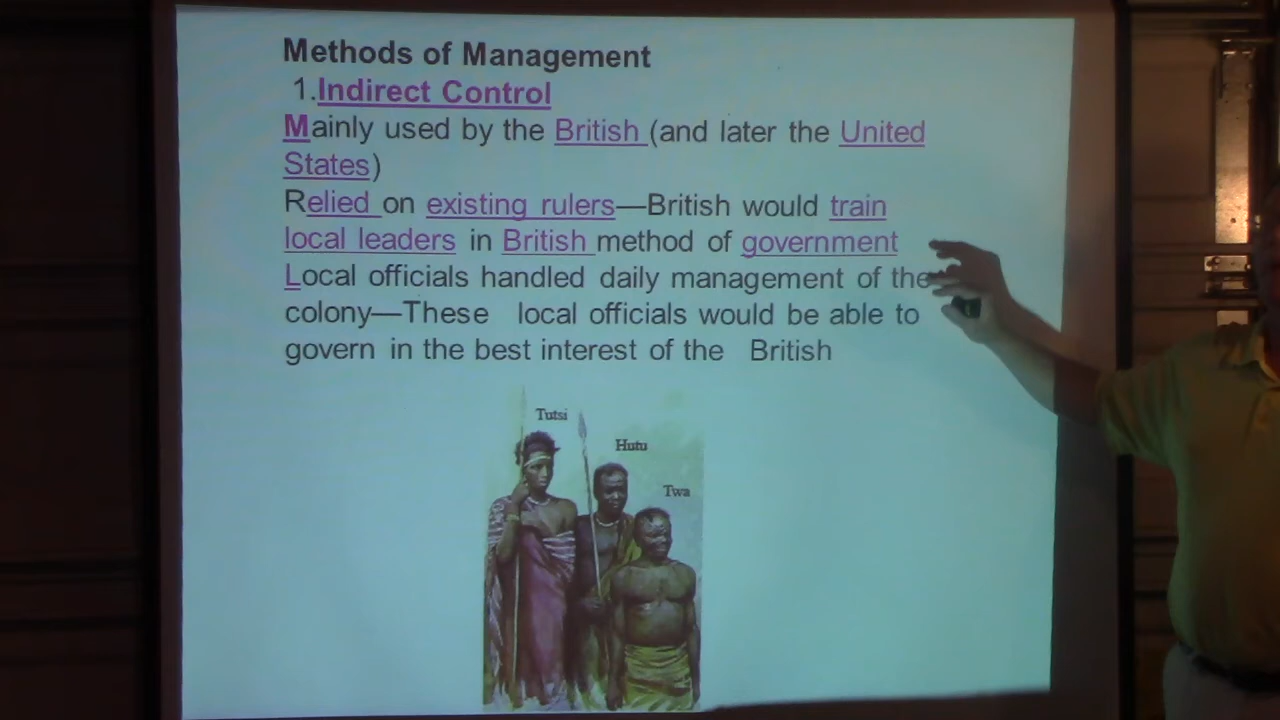 Methods of Management
1.Indirect Control
Mainly used by the British (and later the United
States)
Relied on existing rulers—British would train
local leaders in British method of government
Local officials handled daily management of the
colony—These local officials would be able to
govern in the best interest of the British
Tutsi
Hutu
Twa